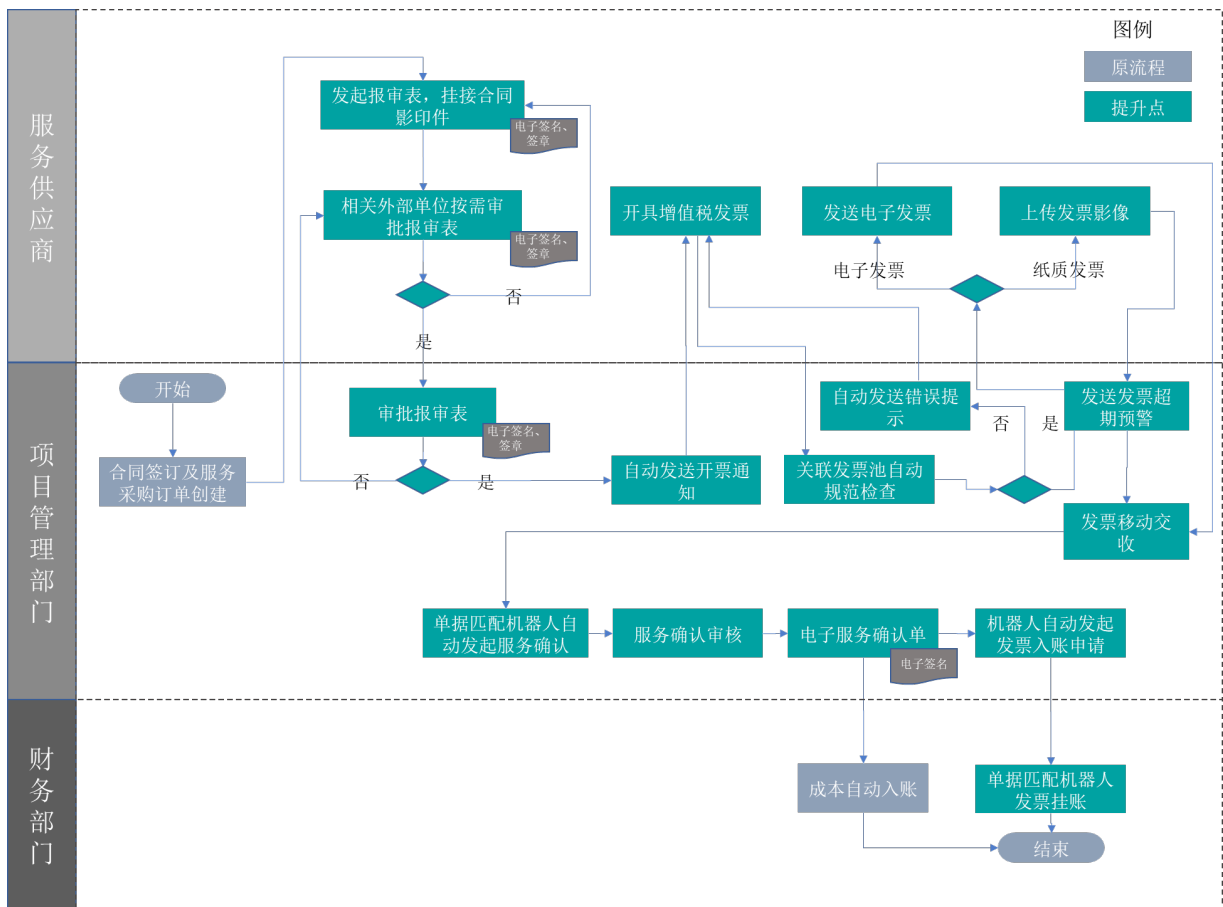 图例
原流程
提升点
服务供应商
发起报审表，挂接合同
影印件
电子签名、
签章
相关外部单位按需审
批报审表
电子签名、
签章
否
是
开具增值税发票
发送电子发票
上传发票影像
电子发票
纸质发票
项目管理部门
开始
合同签订及服务
采购订单创建
审批报审表
电子签名、
签章
否
是
自动发送开票通
知
自动发送错误提
示
否
是
发送发票超
期预警
关联发票池自动
规范检查
发票移动交
收
单据匹配机器人自
动发起服务确认
服务确认审核
电子服务确认单
电子签名
机器人自动发起
发票入账申请
财务部门
成本自动入账
单据匹配机器人
发票挂账
结束